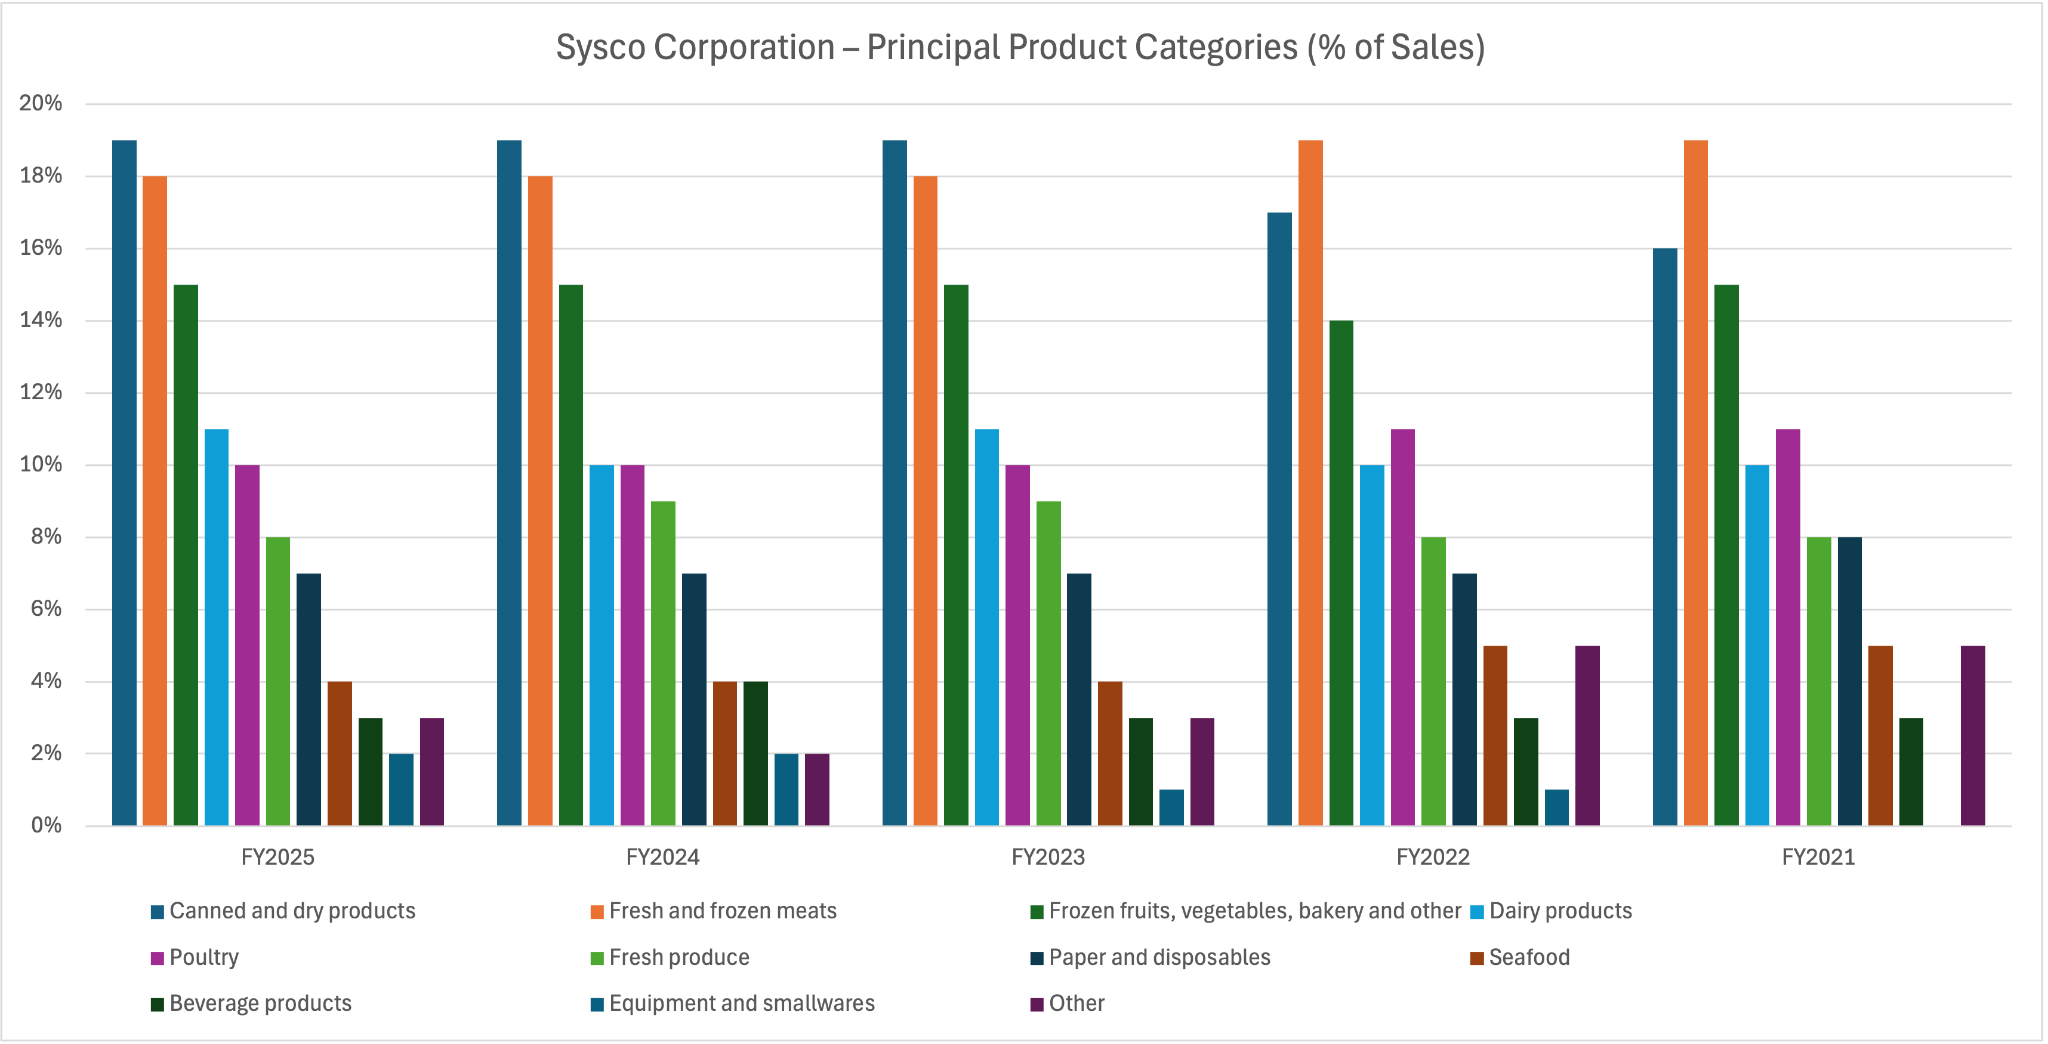 Sysco Corporation – Principal Product Categories (% of Sales)
20%
18%
16%
14%
12%
10%
8%
6%
4%
2%
0%
FY2025 FY2024 FY2023 FY2022 FY2021
Canned and dry products Fresh and frozen meats Frozen fruits, vegetables, bakery and other Dairy products
Poultry Fresh produce Paper and disposables Seafood
Beverage products Equipment and smallwares Other